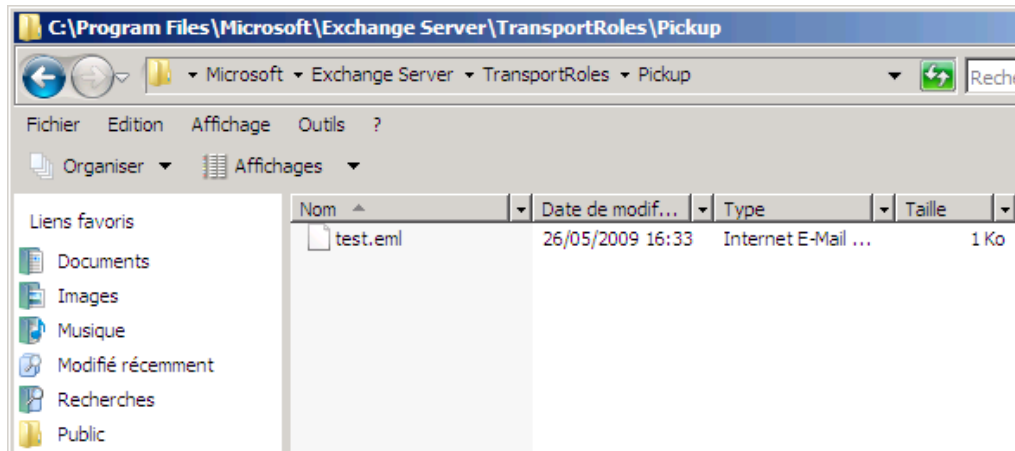 C:\Program Files\Microsoft\Exchange Server\TransportRoles\Pickup
Microsoft Exchange Server TransportRoles Pickup
Fichier Edition Affichage Outils ?
Organiser Affichages
Liens favoris
Documents
Images
Musique
Modifié récemment
Recherches
Public
Nom Date de modif... Type Taille
test.eml 26/05/2009 16:33 Internet E-Mail ... 1 Ko